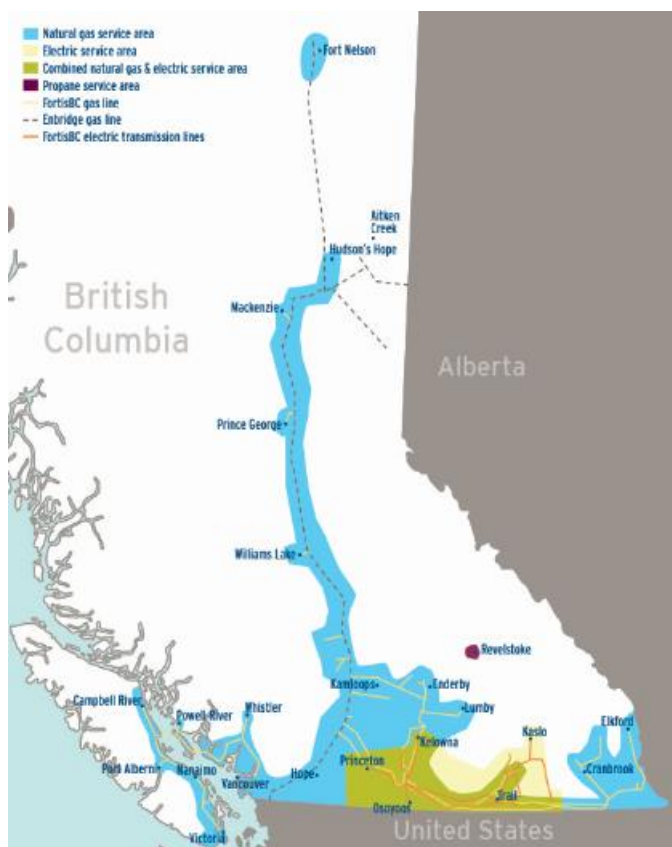 Natural gas service area
Electric service area
Combined natural gas & electric service area
Propane service area
FortisBC gas line
Enbridge gas line
FortisBC electric transmission lines
Fort Nelson
Aitken
Creek
Hudson's Hope
British
Columbia
Mackenzie
Alberta
Prince George
Williams Lake
Revelstoke
Kamloops
Enderby
Campbell River
Whistler
Lumby
Powell River
Elkford
Kelowna
Kaslo
Port Alberni
Nanaimo
Princeton
Cranbrook
Vancouver
Hope
Trail
Osoyoos
United States
Victoria